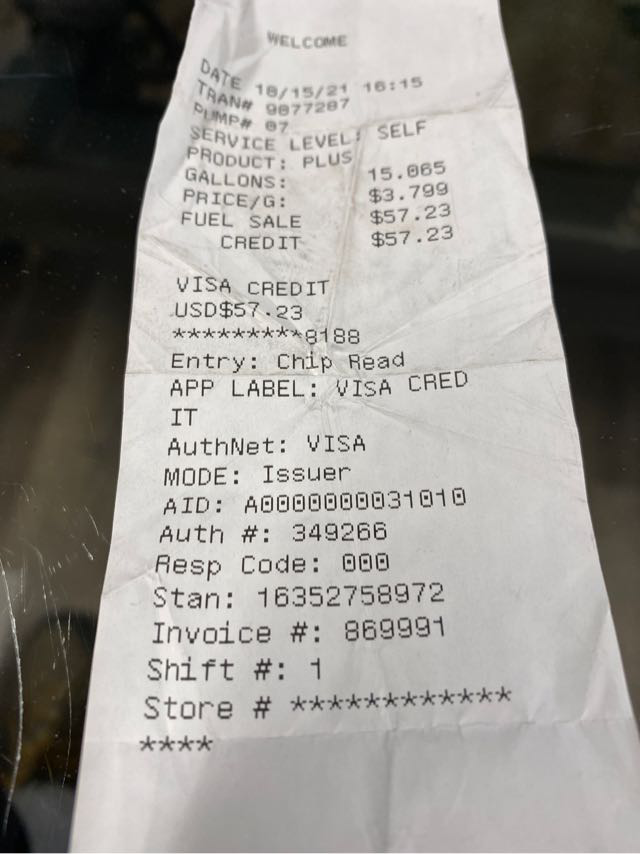 WELCOME
DATE 10/15/21 16:15
TRAN# 9077207
PUMP# 07
SERVICE LEVEL: SELF
PRODUCT: PLUS
GALLONS: 15.065
PRICE/G: $3.799
FUEL SALE $57.23
CREDIT $57.23
VISA CREDIT
USD$57.23
*********8188
Entry: Chip Read
APP LABEL: VISA CRED
IT
AuthNet: VISA
MODE: Issuer
AID: A0000000031010
Auth #: 349266
Resp Code: 000
Stan: 16352758972
Invoice #: 869991
Shift #: 1
Store # ************
****